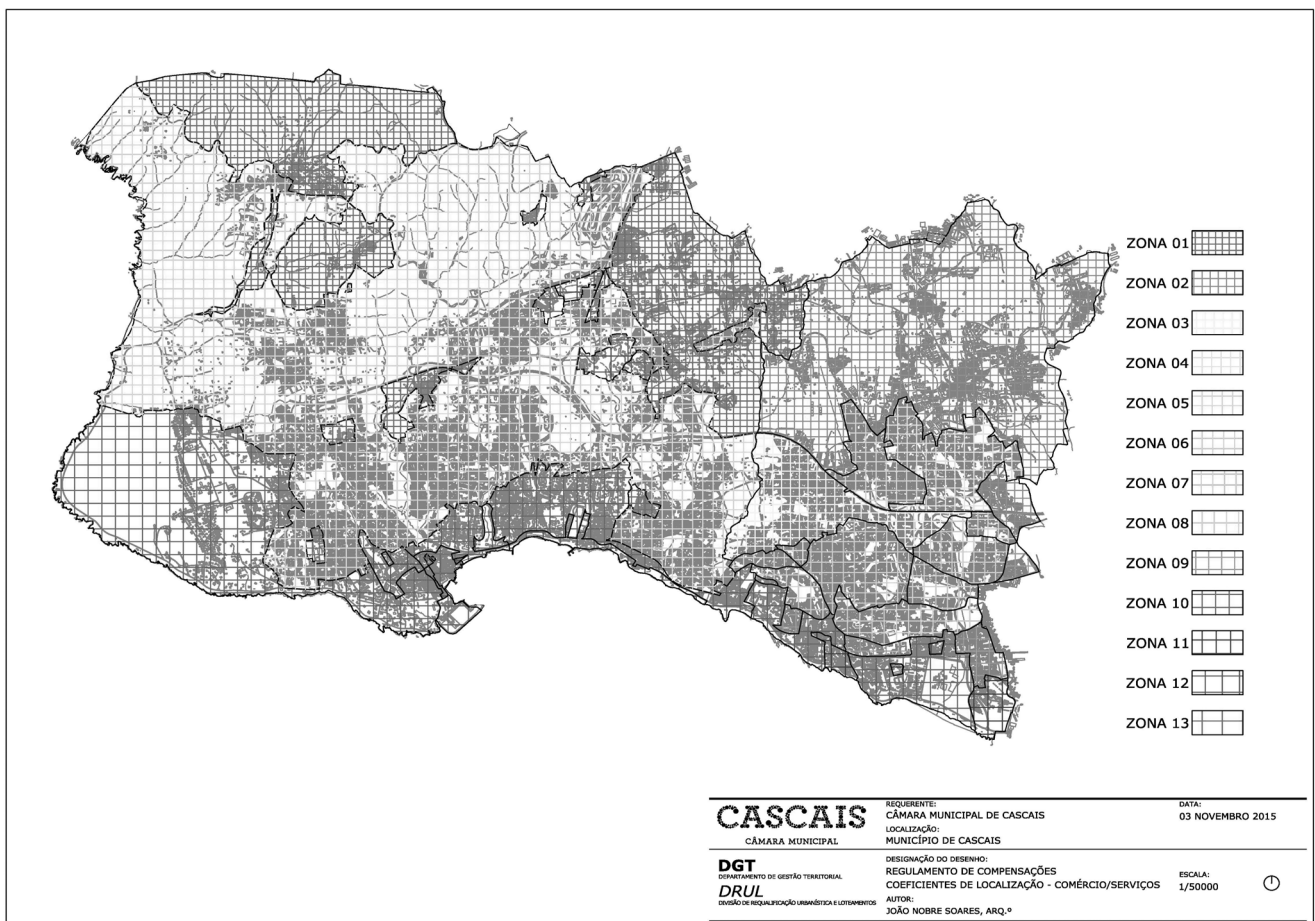 ZONA 01
ZONA 02
ZONA 03
ZONA 04
ZONA 05
ZONA 06
ZONA 07
ZONA 08
ZONA 09
ZONA 10
ZONA 11
ZONA 12
ZONA 13
CASCAIS
CÂMARA MUNICIPAL
REQUERENTE:
CÂMARA MUNICIPAL DE CASCAIS
LOCALIZAÇÃO:
MUNICÍPIO DE CASCAIS
DATA:
03 NOVEMBRO 2015
DGT
DEPARTAMENTO DE GESTÃO TERRITORIAL
DRUL
DIVISÃO DE REQUALIFICAÇÃO URBANÍSTICA E LOTEAMENTOS
DESIGNAÇÃO DO DESENHO:
REGULAMENTO DE COMPENSAÇÕES
COEFICIENTES DE LOCALIZAÇÃO - COMÉRCIO/SERVIÇOS
AUTOR:
JOÃO NOBRE SOARES, ARQ.º
ESCALA:
1/50000